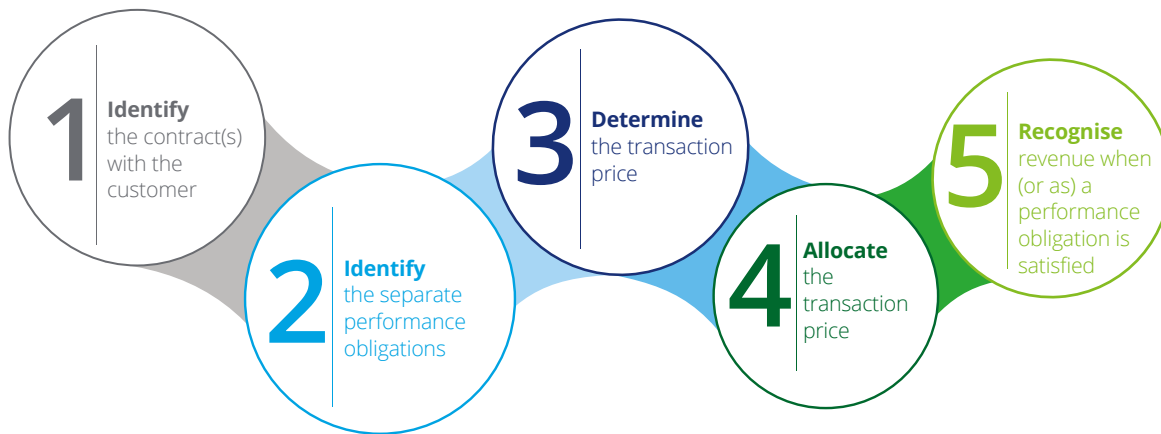 1
Identify
the contract(s)
with the
customer
2
Identify
the separate
performance
obligations
3
Determine
the transaction
price
4
Allocate
the
transaction
price
5
Recognise
revenue when
(or as) a
performance
obligation is
satisfied